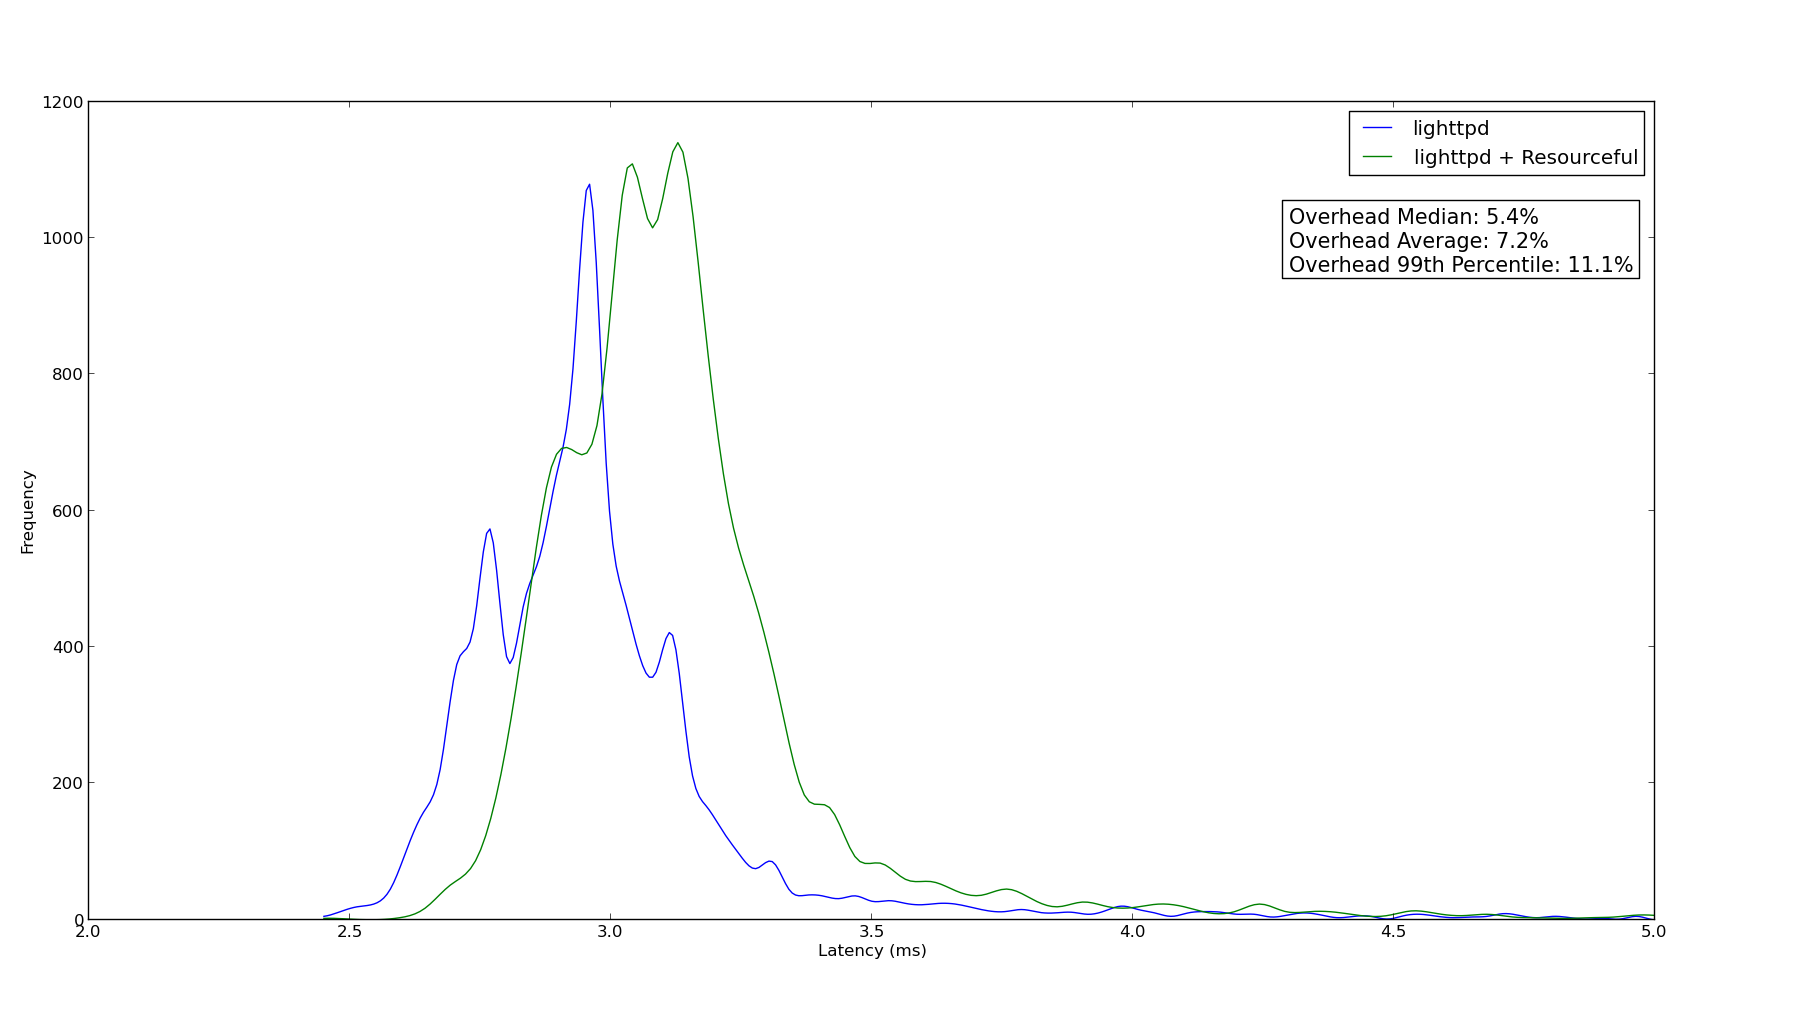 1200
1000
800
600
400
200
0
Frequency
lighttpd
lighttpd + Resourceful
Overhead Median: 5.4%
Overhead Average: 7.2%
Overhead 99th Percentile: 11.1%
2.0 2.5 3.0 3.5 4.0 4.5 5.0
Latency (ms)